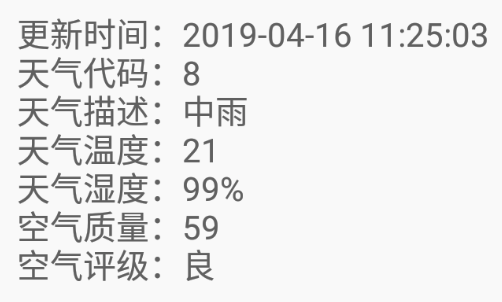 更新时间：2019-04-16 11:25:03
天气代码：8
天气描述：中雨
天气温度：21
天气湿度：99%
空气质量：59
空气评级：良